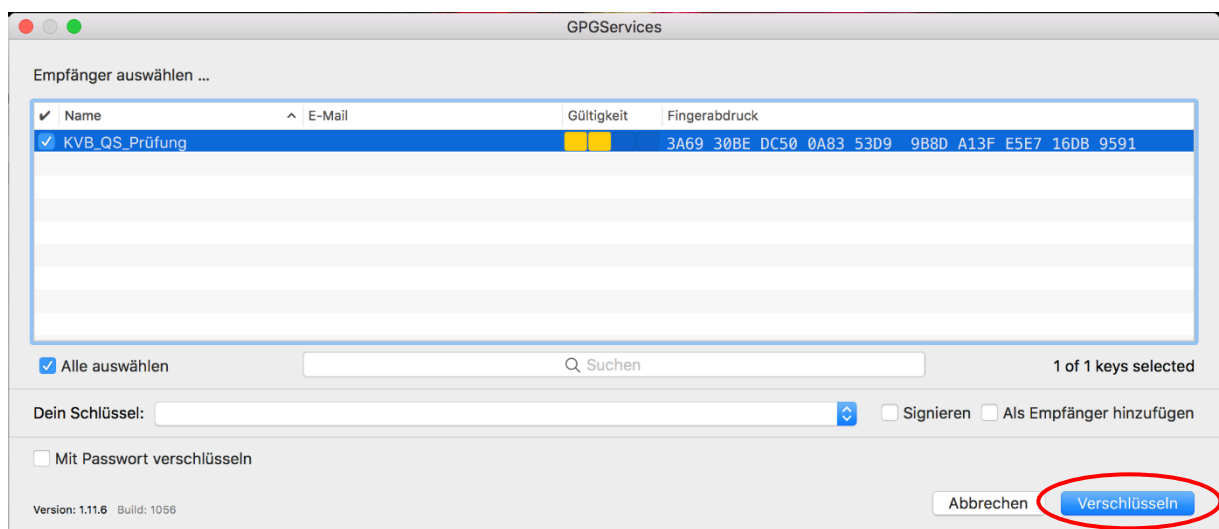 GPGServices
Empfänger auswählen ...
✔ Name E-Mail Gültigkeit Fingerabdruck
KVB_QS_Prüfung 3A69 30BE DC50 0A83 53D9 9B8D A13F E5E7 16DB 9591
Alle auswählen Suchen 1 of 1 keys selected
Dein Schlüssel: Signieren Als Empfänger hinzufügen
Mit Passwort verschlüsseln
Version: 1.11.6 Build: 1056 Abbrechen Verschlüsseln